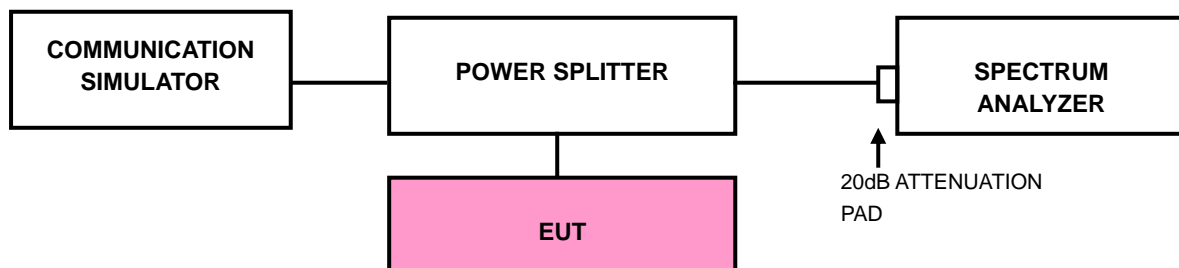 COMMUNICATION
SIMULATOR
POWER SPLITTER
SPECTRUM
ANALYZER
20dB ATTENUATION
PAD
EUT